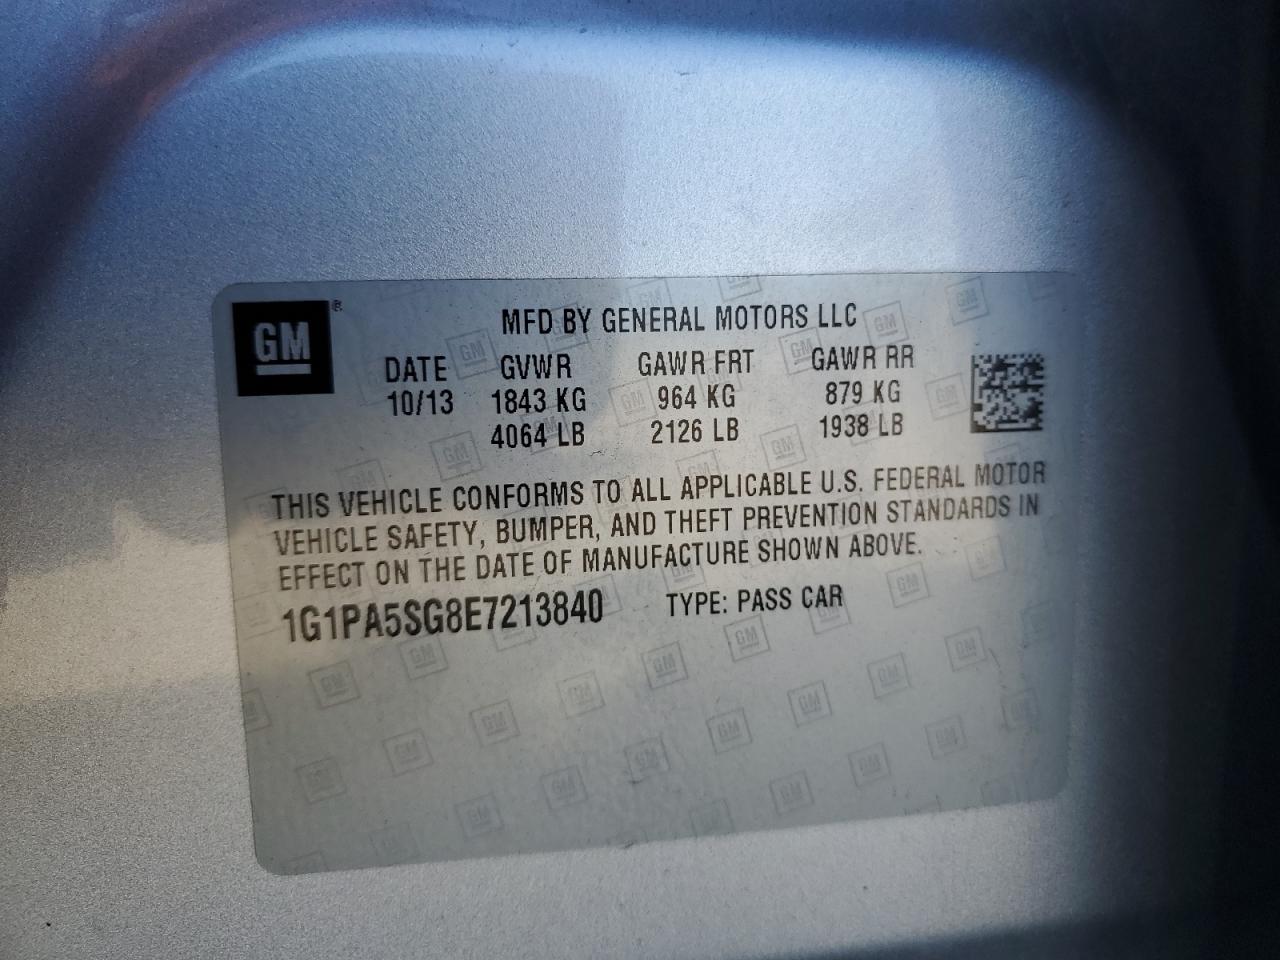 GM ®
MFD BY GENERAL MOTORS LLC
DATE GVWR GAWR FRT GAWR RR
10/13 1843 KG 964 KG 879 KG
4064 LB 2126 LB 1938 LB
THIS VEHICLE CONFORMS TO ALL APPLICABLE U.S. FEDERAL MOTOR
VEHICLE SAFETY, BUMPER, AND THEFT PREVENTION STANDARDS IN
EFFECT ON THE DATE OF MANUFACTURE SHOWN ABOVE.
1G1PA5SG8E7213840 TYPE: PASS CAR